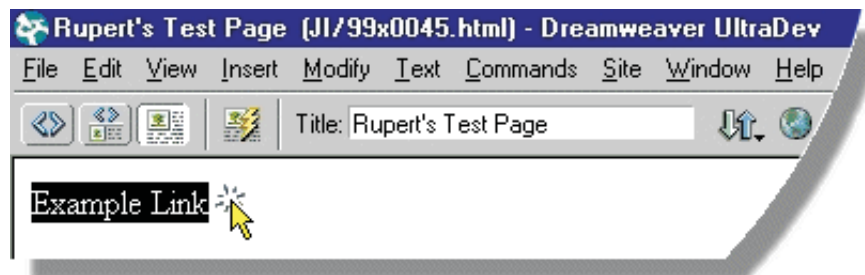 Rupert's Test Page (JI/99x0045.html) - Dreamweaver UltraDev
File Edit View Insert Modify Text Commands Site Window Help
Title: Rupert's Test Page
Example Link